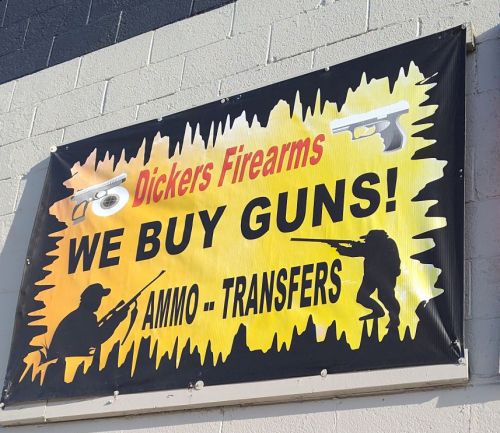 Dickers Firearms
WE BUY GUNS!
AMMO -- TRANSFERS